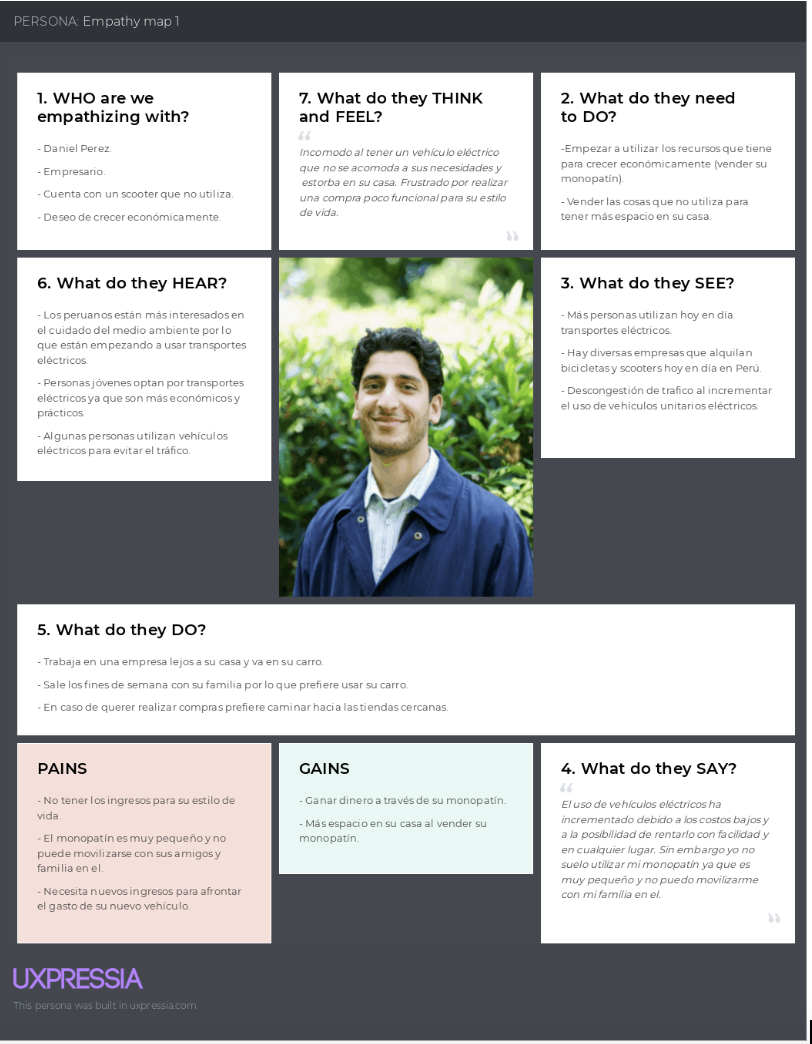 PERSONA: Empathy map 1
1. WHO are we
empathizing with?
- Daniel Perez.
- Empresario.
- Cuenta con un scooter que no utiliza.
- Deseo de crecer económicamente.
7. What do they THINK
and FEEL?
“
Incomodo al tener un vehículo eléctrico
que no se acomoda a sus necesidades y
estorba en su casa. Frustrado por realizar
una compra poco funcional para su estilo
de vida.
”
2. What do they need
to DO?
-Empezar a utilizar los recursos que tiene
para crecer económicamente (vender su
monopatín).
- Vender las cosas que no utiliza para
tener más espacio en su casa.
6. What do they HEAR?
- Los peruanos están más interesados en
el cuidado del medio ambiente por lo
que están empezando a usar transportes
eléctricos.
- Personas jóvenes optan por transportes
eléctricos ya que son más económicos y
prácticos.
- Algunas personas utilizan vehículos
eléctricos para evitar el tráfico.
3. What do they SEE?
- Más personas utilizan hoy en día
transportes eléctricos.
- Hay diversas empresas que alquilan
bicicletas y scooters hoy en día en Perú.
- Descongestión de trafico al incrementar
el uso de vehículos unitarios eléctricos.
5. What do they DO?
- Trabaja en una empresa lejos a su casa y va en su carro.
- Sale los fines de semana con su familia por lo que prefiere usar su carro.
- En caso de querer realizar compras prefiere caminar hacia las tiendas cercanas.
PAINS
- No tener los ingresos para su estilo de
vida.
- El monopatín es muy pequeño y no
puede movilizarse con sus amigos y
familia en el.
- Necesita nuevos ingresos para afrontar
el gasto de su nuevo vehículo.
GAINS
- Ganar dinero a través de su monopatín.
- Más espacio en su casa al vender su
monopatín.
4. What do they SAY?
“
El uso de vehículos eléctricos ha
incrementado debido a los costos bajos y
a la posibilidad de rentarlo con facilidad y
en cualquier lugar. Sin embargo yo no
suelo utilizar mi monopatín ya que es
muy pequeño y no puedo movilizarme
con mi familia en el.
”
UXPRESSIA
This persona was built in uxpressia.com